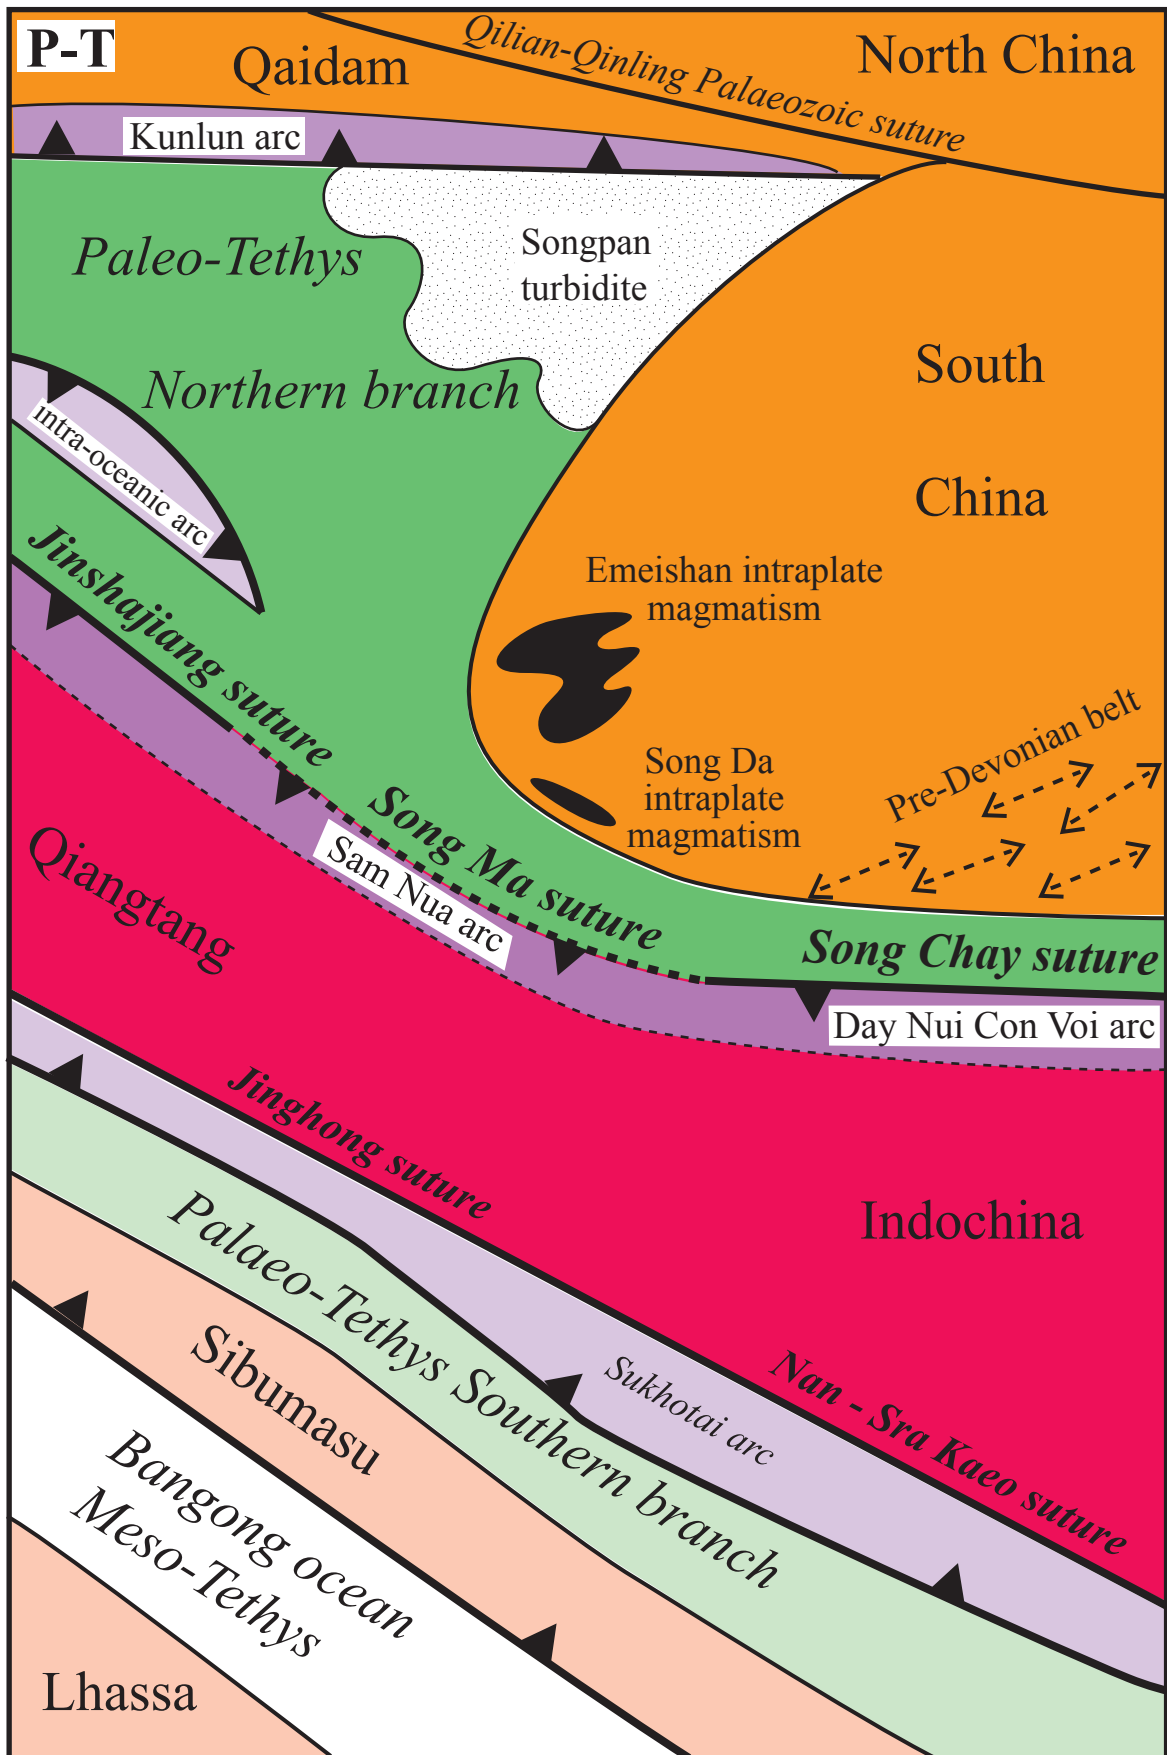 P-T
Qaidam
Qilian-Qinling Palaeozoic suture
North China
Kunlun arc
Paleo-Tethys
Songpan
turbidite
Northern branch
South
China
intra-oceanic arc
Jinshajiang suture
Emeishan intraplate
magmatism
Pre-Devonian belt
Song Da
intraplate
magmatism
Song Ma suture
Qiangtang
Sam Nua arc
Song Chay suture
Day Nui Con Voi arc
Jinghong suture
Indochina
Palaeo-Tethys Southern branch
Sibumasu
Sukhotai arc
Nan - Sra Kaeo suture
Bangong ocean
Meso-Tethys
Lhassa